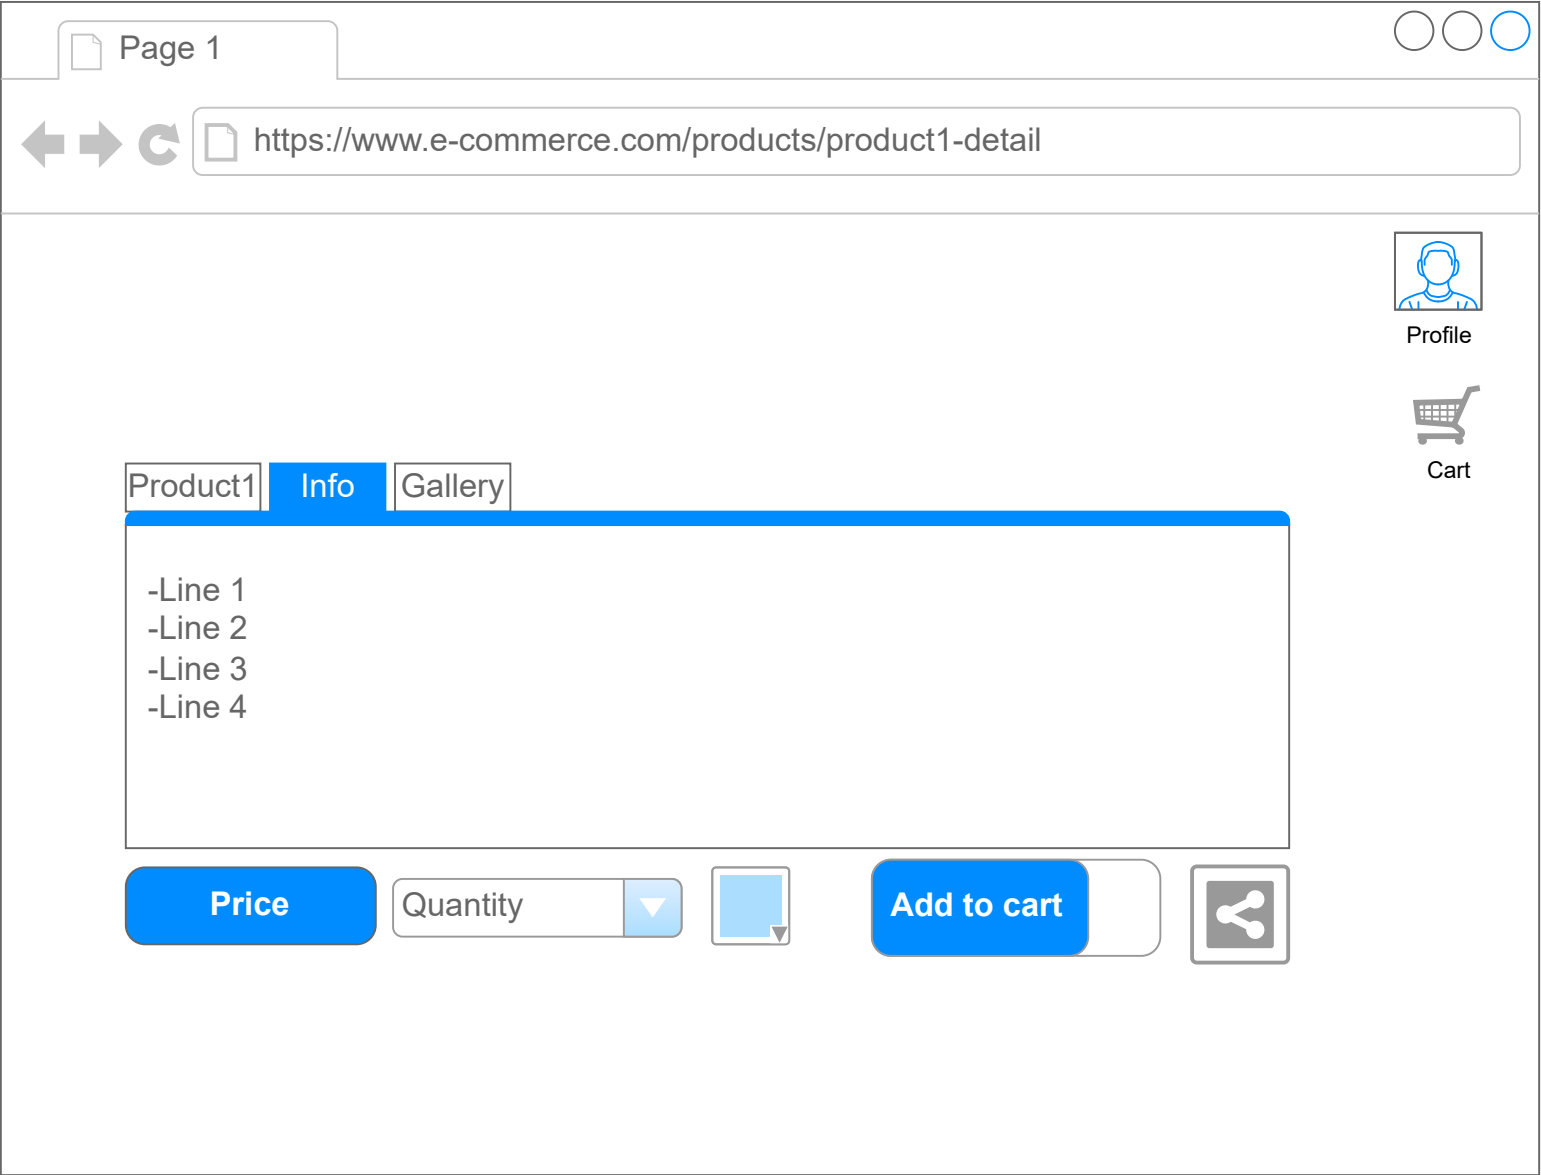 Page 1
https://www.e-commerce.com/products/product1-detail
Profile
Cart
Product1 Info Gallery
-Line 1
-Line 2
-Line 3
-Line 4
Price Quantity Add to cart